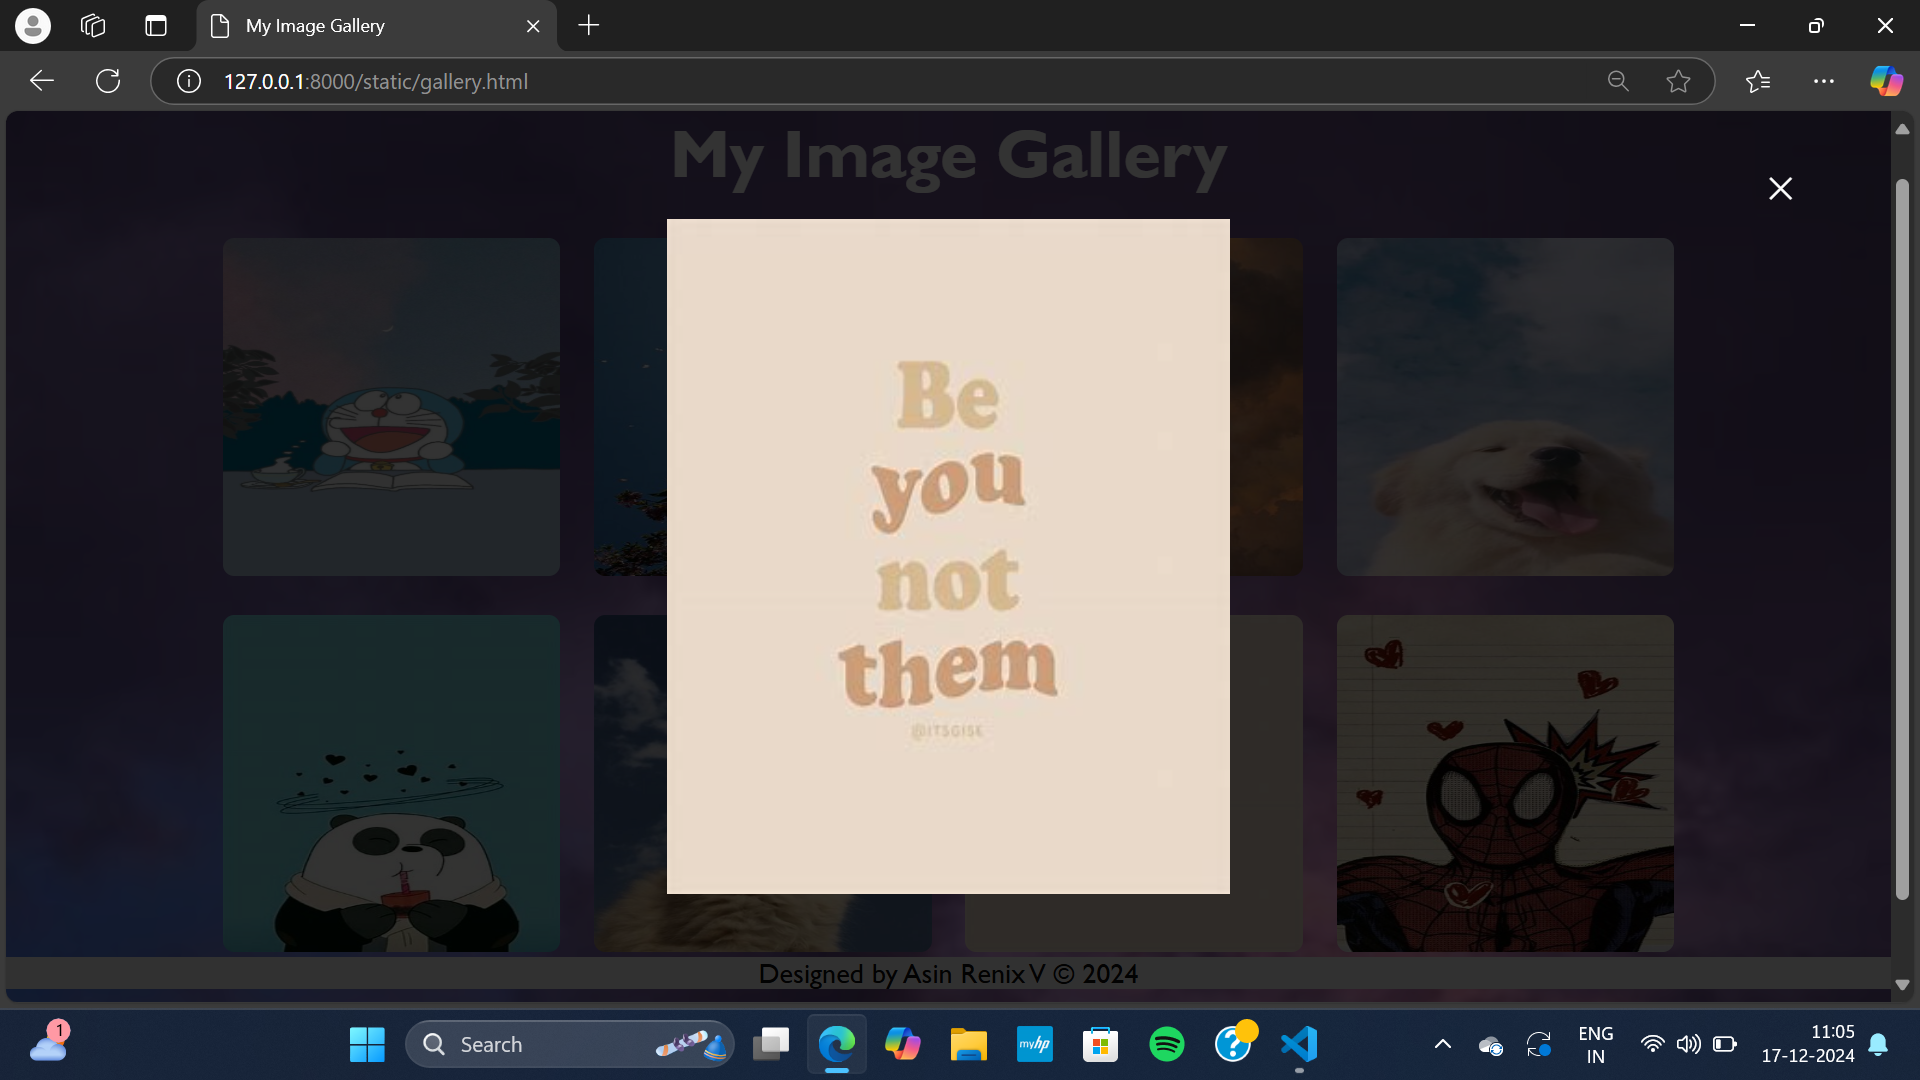 My Image Gallery
127.0.0.1:8000/static/gallery.html
My Image Gallery
Be
you
not
them
@ITSGISE
Designed by Asin Renix V © 2024
1
Search
myhp
ENG
IN
11:05
17-12-2024